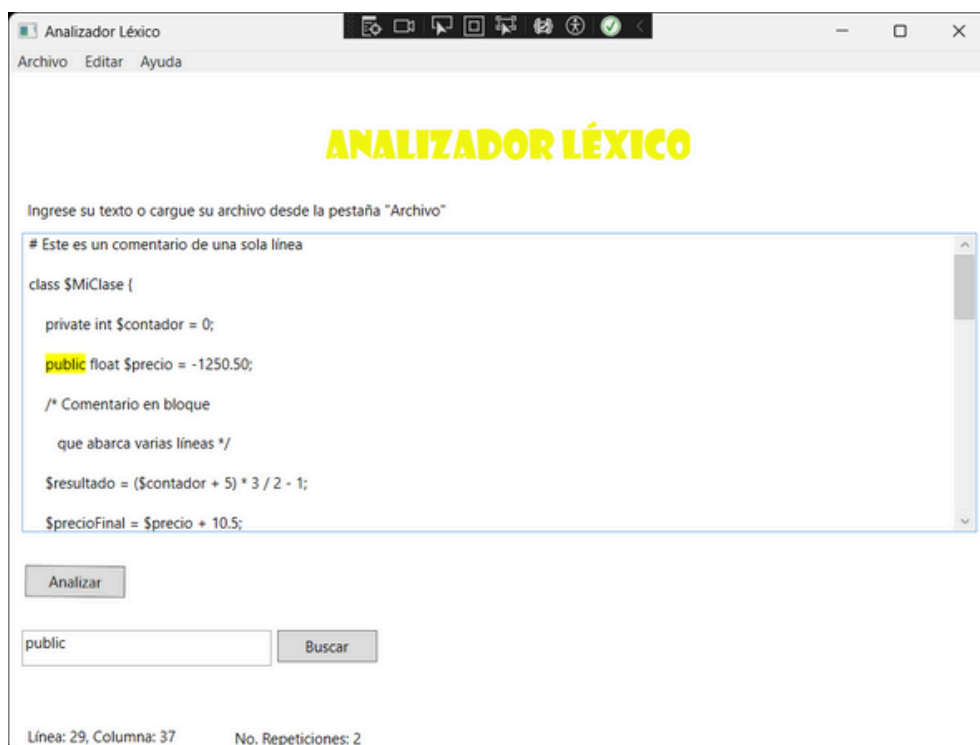 Analizador Léxico
Archivo Editar Ayuda
ANALIZADOR LÉXICO
Ingrese su texto o cargue su archivo desde la pestaña "Archivo"
# Este es un comentario de una sola línea
class $MiClase {
private int $contador = 0;
public float $precio = -1250.50;
/* Comentario en bloque
que abarca varias líneas */
$resultado = ($contador + 5) * 3 / 2 - 1;
$precioFinal = $precio + 10.5;
Analizar
public
Buscar
Línea: 29, Columna: 37 No. Repeticiones: 2